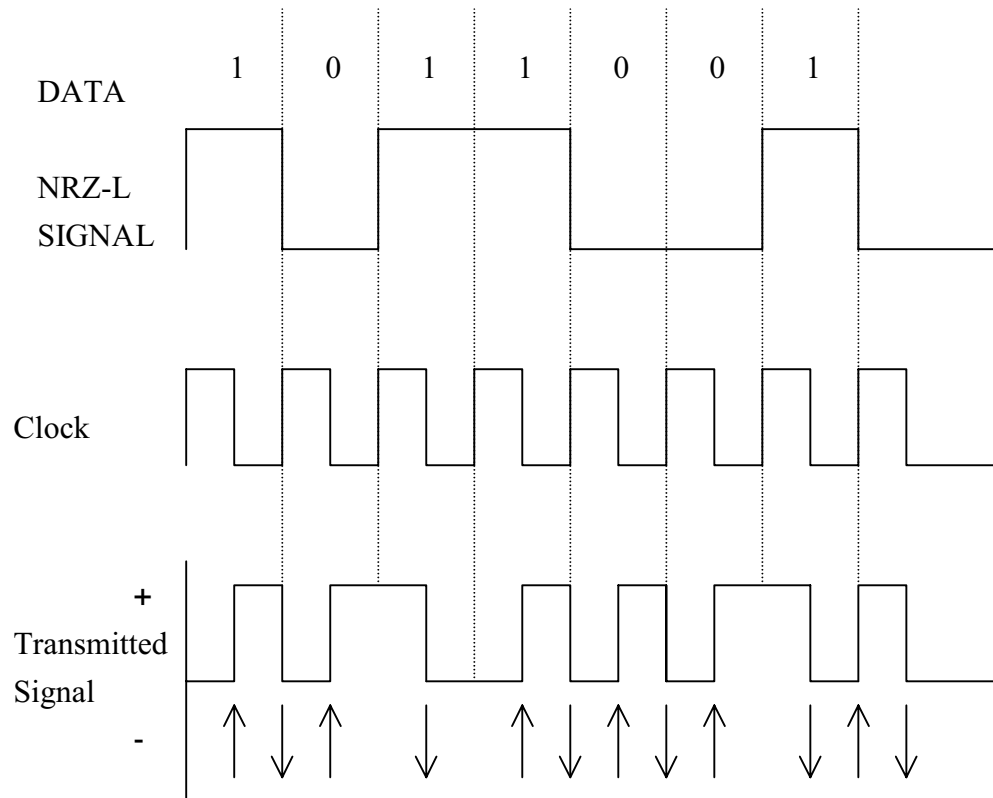 1 0 1 1 0 0 1
DATA
NRZ-L
SIGNAL
Clock
+
Transmitted
Signal
-